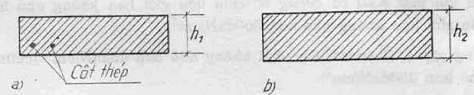 h₁
Cốt thép
a)
h₂
b)